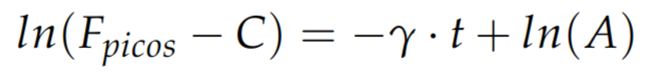 ln(F_picos − C) = −γ · t + ln(A)